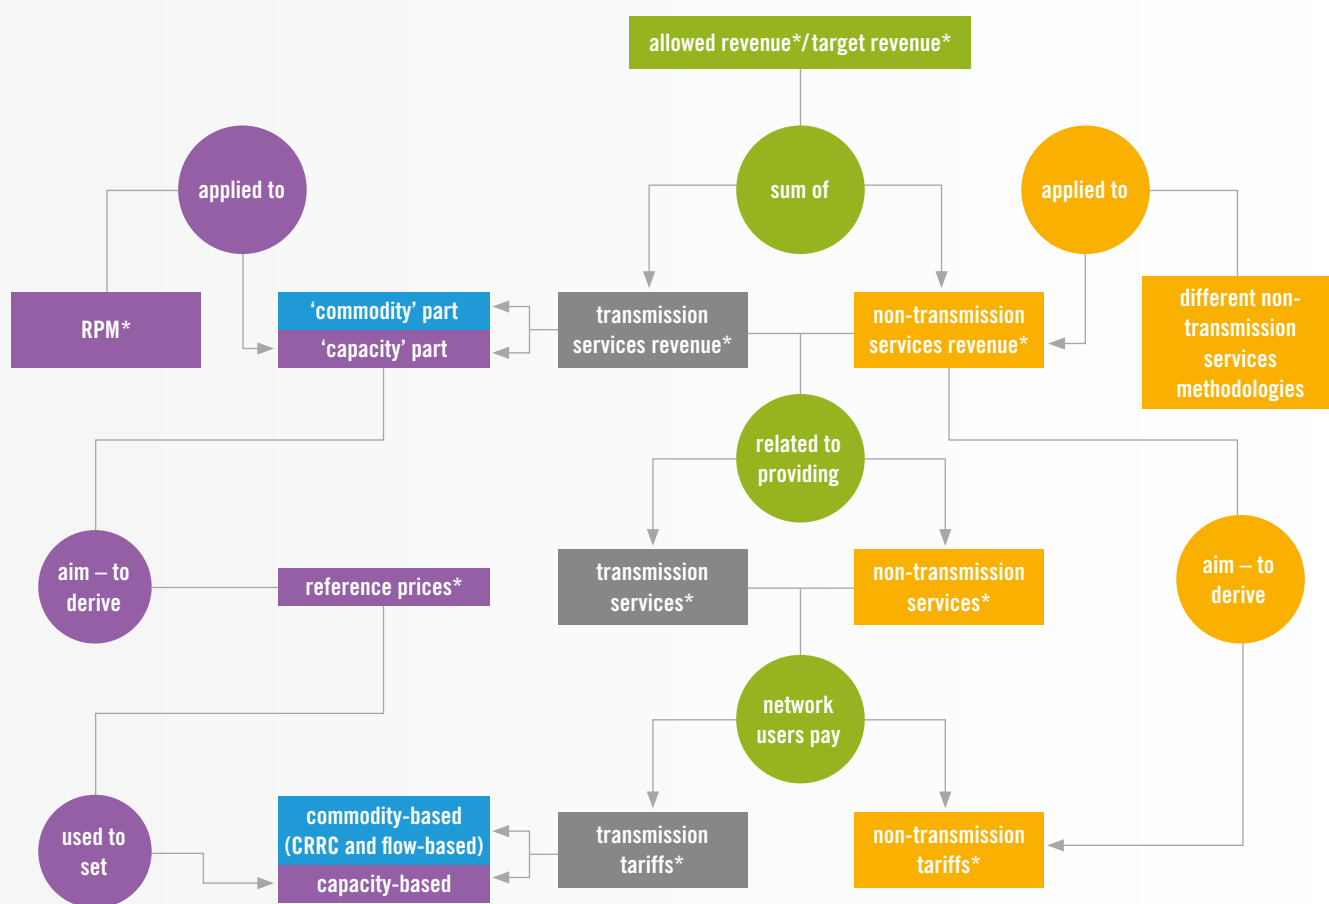 allowed revenue*/target revenue*
applied to
sum of
applied to
RPM*
‘commodity’ part
‘capacity’ part
transmission
services revenue*
non-transmission
services revenue*
different non-
transmission
services
methodologies
related to
providing
aim – to
derive
reference prices*
transmission
services*
non-transmission
services*
aim – to
derive
network
users pay
used to
set
commodity-based
(CRRC and flow-based)
capacity-based
transmission
tariffs*
non-transmission
tariffs*